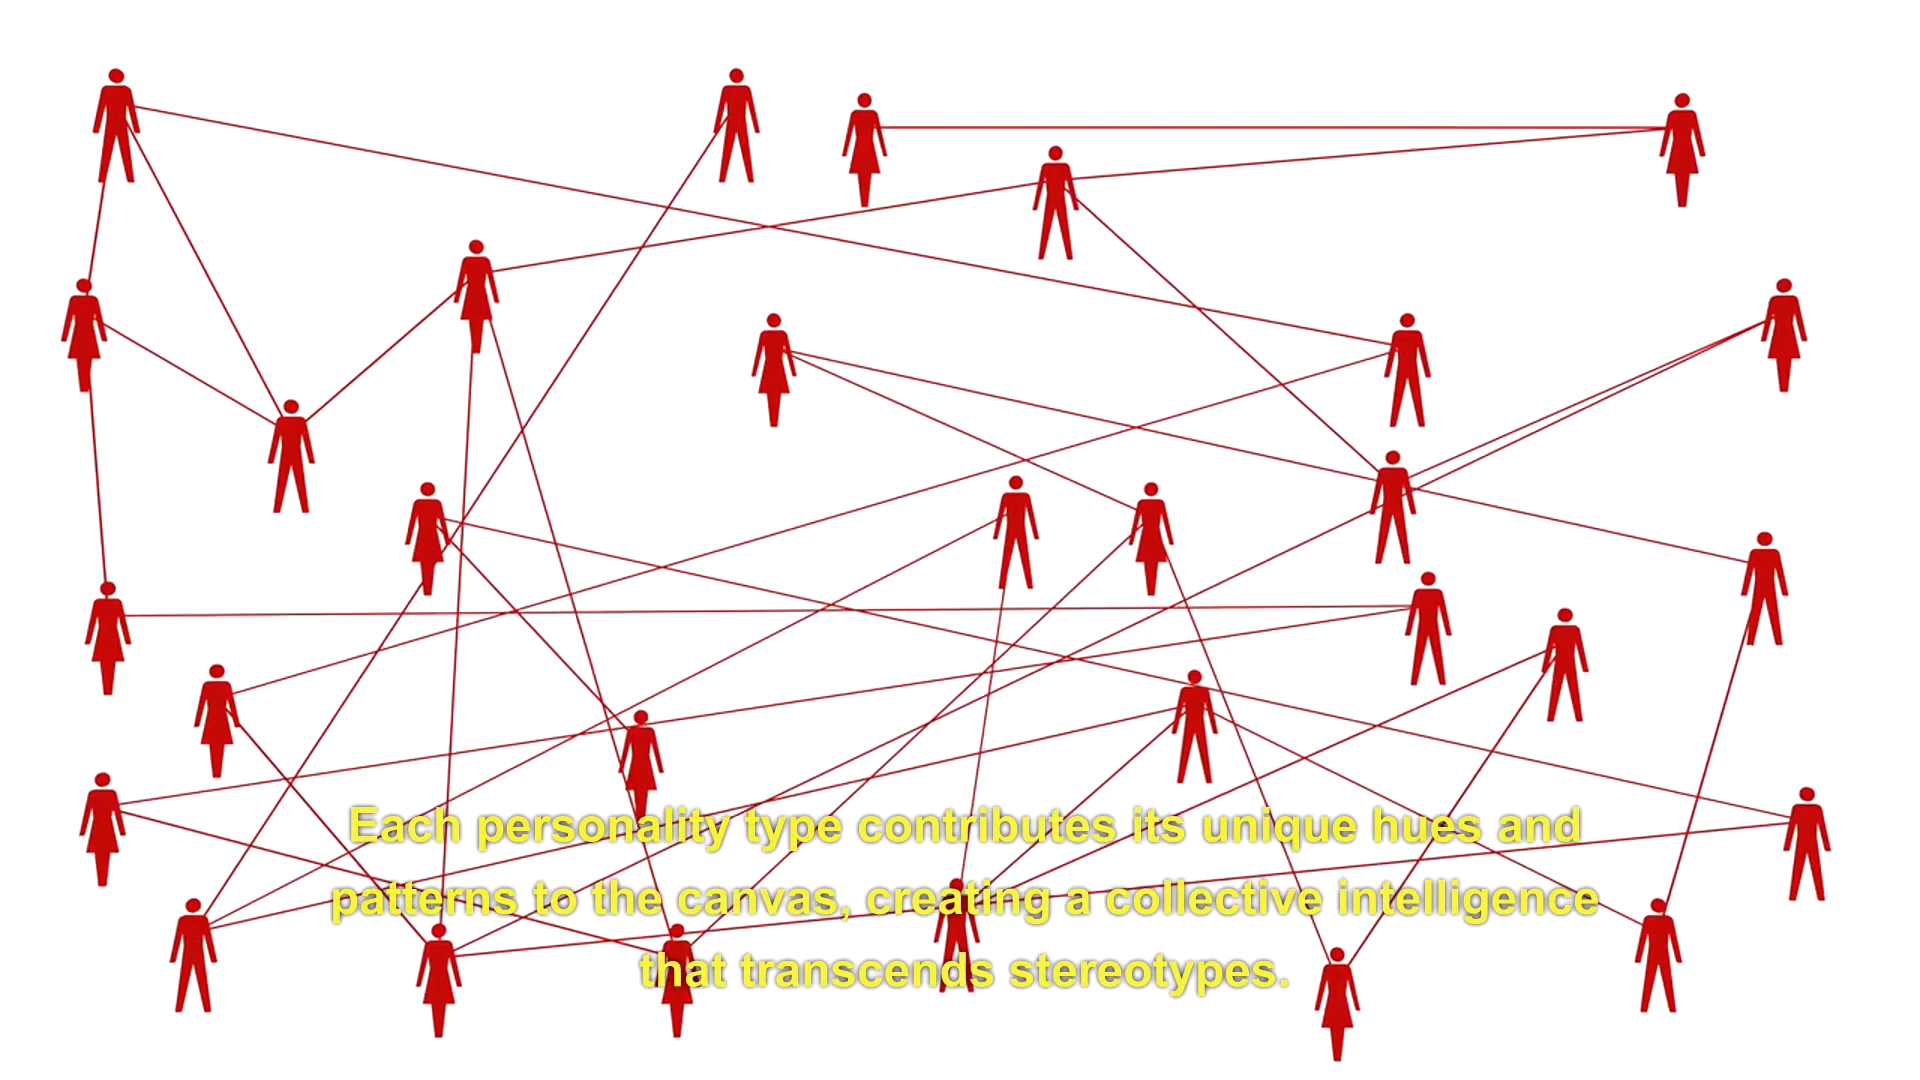 Each personality type contributes its unique hues and
patterns to the canvas, creating a collective intelligence
that transcends stereotypes.